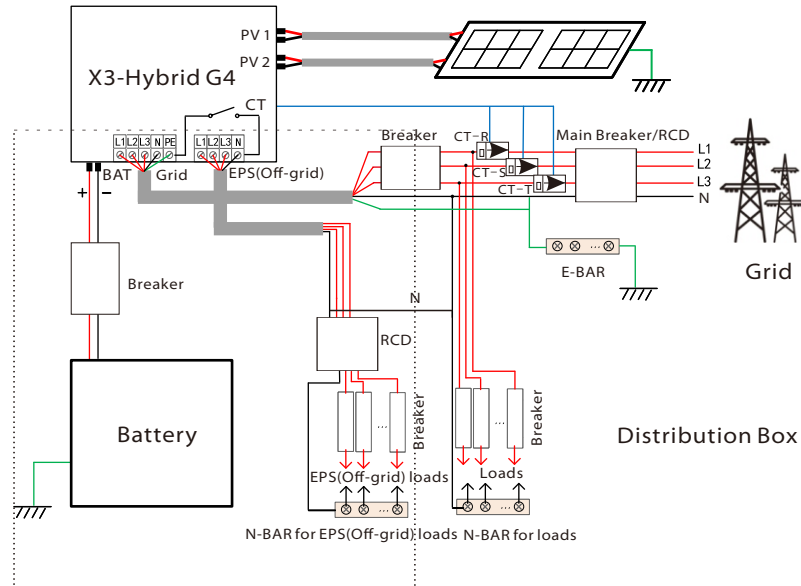 PV 1
PV 2
X3-Hybrid G4
CT
L1 L2 L3 N PE
L1 L2 L3 N
BAT
Grid
EPS(Off-grid)
+
−
Breaker
CT-R
CT-S
CT-T
Main Breaker/RCD
L1
L2
L3
N
E-BAR
Grid
Breaker
N
RCD
Battery
...
Breaker
...
Breaker
Distribution Box
EPS(Off-grid) loads
Loads
...
...
N-BAR for EPS(Off-grid) loads
N-BAR for loads